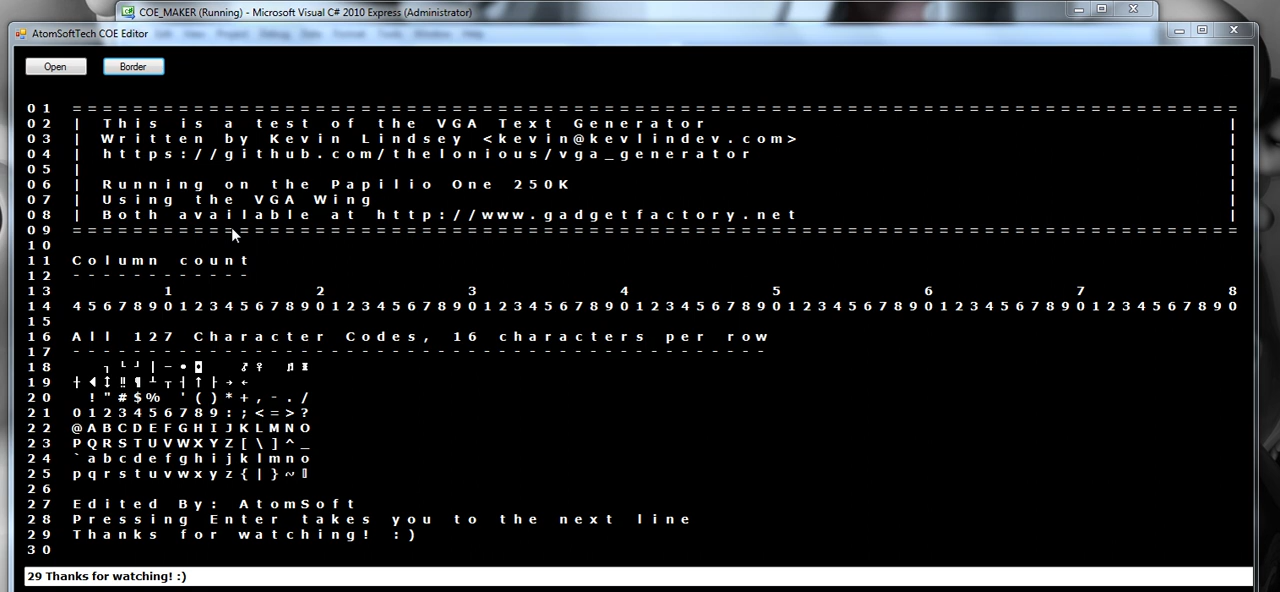 COE_MAKER (Running) - Microsoft Visual C# 2010 Express (Administrator)
AtomSoftTech COE Editor
Open Border
01 =============================================================================
02 | This is a test of the VGA Text Generator |
03 | Written by Kevin Lindsey <kevin@kevlindev.com> |
04 | https://github.com/thelonious/vga_generator |
05 | |
06 | Running on the Papilio One 250K |
07 | Using the VGA Wing |
08 | Both available at http://www.gadgetfactory.net |
09 =============================================================================
10
11 Column count
12 ------------
13 1 2 3 4 5 6 7 8
14 45678901234567890123456789012345678901234567890123456789012345678901234567890
15
16 All 127 Character Codes, 16 characters per row
17 ----------------------------------------------
18
19
20 !"#$% '()*+,-./
21 0123456789:;<=>?
22 @ABCDEFGHIJKLMNO
23 PQRSTUVWXYZ[\]^_
24 `abcdefghijklmno
25 pqrstuvwxyz{|}~
26
27 Edited By: AtomSoft
28 Pressing Enter takes you to the next line
29 Thanks for watching! :)
30
29 Thanks for watching! :)